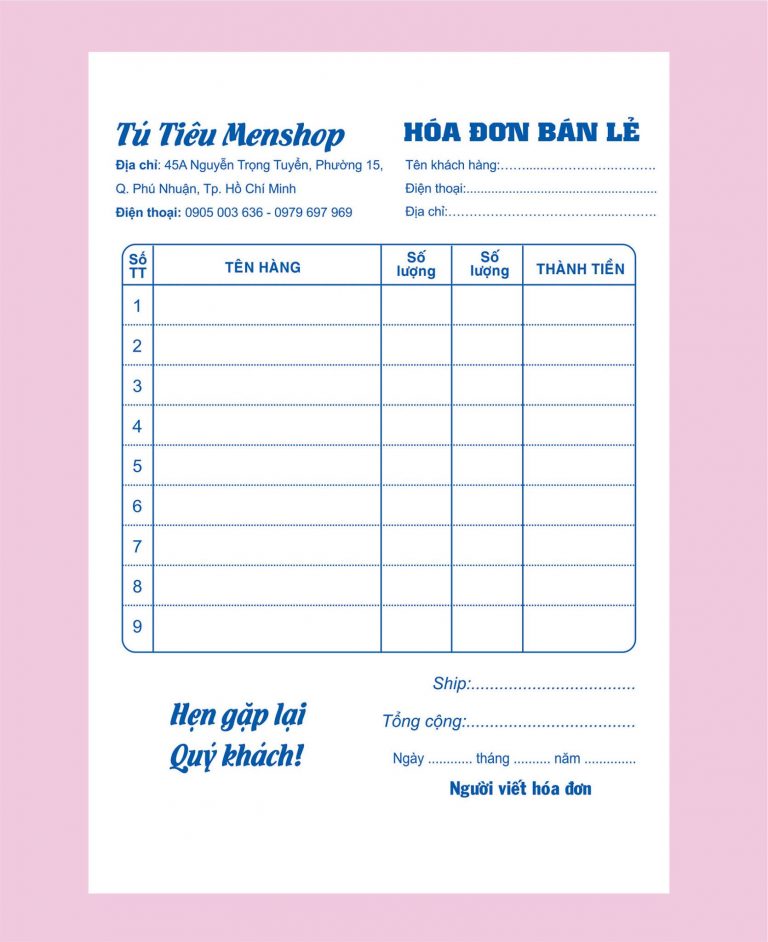 Tú Tiêu Menshop
Địa chỉ: 45A Nguyễn Trọng Tuyển, Phường 15,
Q. Phú Nhuận, Tp. Hồ Chí Minh
Điện thoại: 0905 003 636 - 0979 697 969
HÓA ĐƠN BÁN LẺ
Tên khách hàng:...............................................
Điện thoại:.........................................................
Địa chỉ:...........................................................
Số TT TÊN HÀNG Số lượng Số lượng THÀNH TIỀN
1
2
3
4
5
6
7
8
9
Ship:...................................
Tổng cộng:...................................
Hẹn gặp lại
Quý khách!
Ngày ............ tháng .......... năm ..............
Người viết hóa đơn